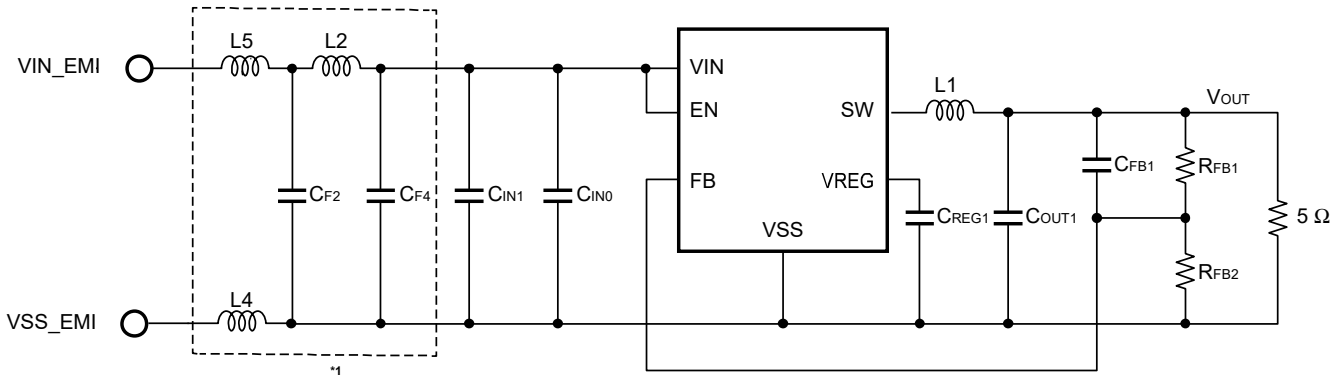 L5
L2
VIN_EMI
VIN
L1
VOUT
EN
SW
CF2
CF4
CIN1
CIN0
FB
VREG
CFB1
RFB1
CREG1
COUT1
5 Ω
VSS
RFB2
L4
VSS_EMI
*1